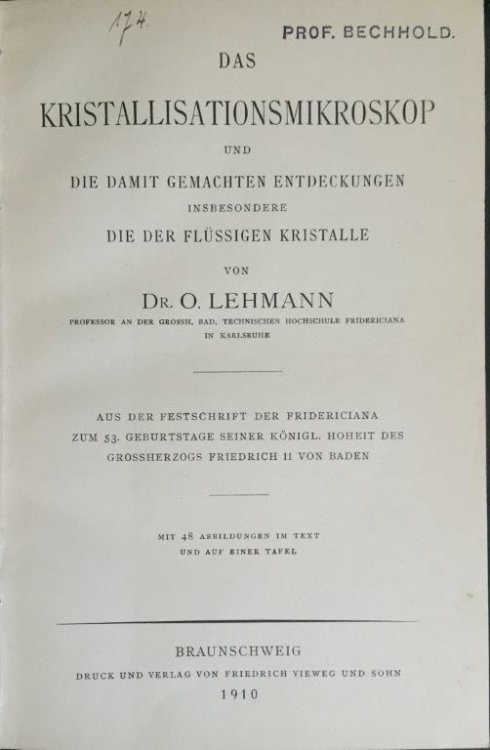 174.
PROF. BECHHOLD.
DAS
KRISTALLISATIONSMIKROSKOP
UND
DIE DAMIT GEMACHTEN ENTDECKUNGEN
INSBESONDERE
DIE DER FLÜSSIGEN KRISTALLE
VON
DR. O. LEHMANN
PROFESSOR AN DER GROSSH. BAD. TECHNISCHEN HOCHSCHULE FRIDERICIANA
IN KARLSRUHE
AUS DER FESTSCHRIFT DER FRIDERICIANA
ZUM 53. GEBURTSTAGE SEINER KÖNIGL. HOHEIT DES
GROSSHERZOGS FRIEDRICH II VON BADEN
MIT 48 ABBILDUNGEN IM TEXT
UND AUF EINER TAFEL
BRAUNSCHWEIG
DRUCK UND VERLAG VON FRIEDRICH VIEWEG UND SOHN
1910